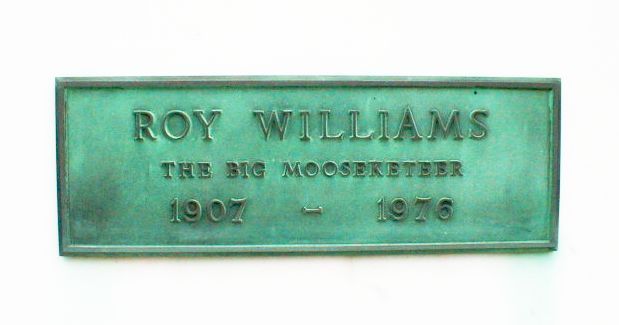 ROY WILLIAMS
THE BIG MOOSEKETEER
1907 - 1976